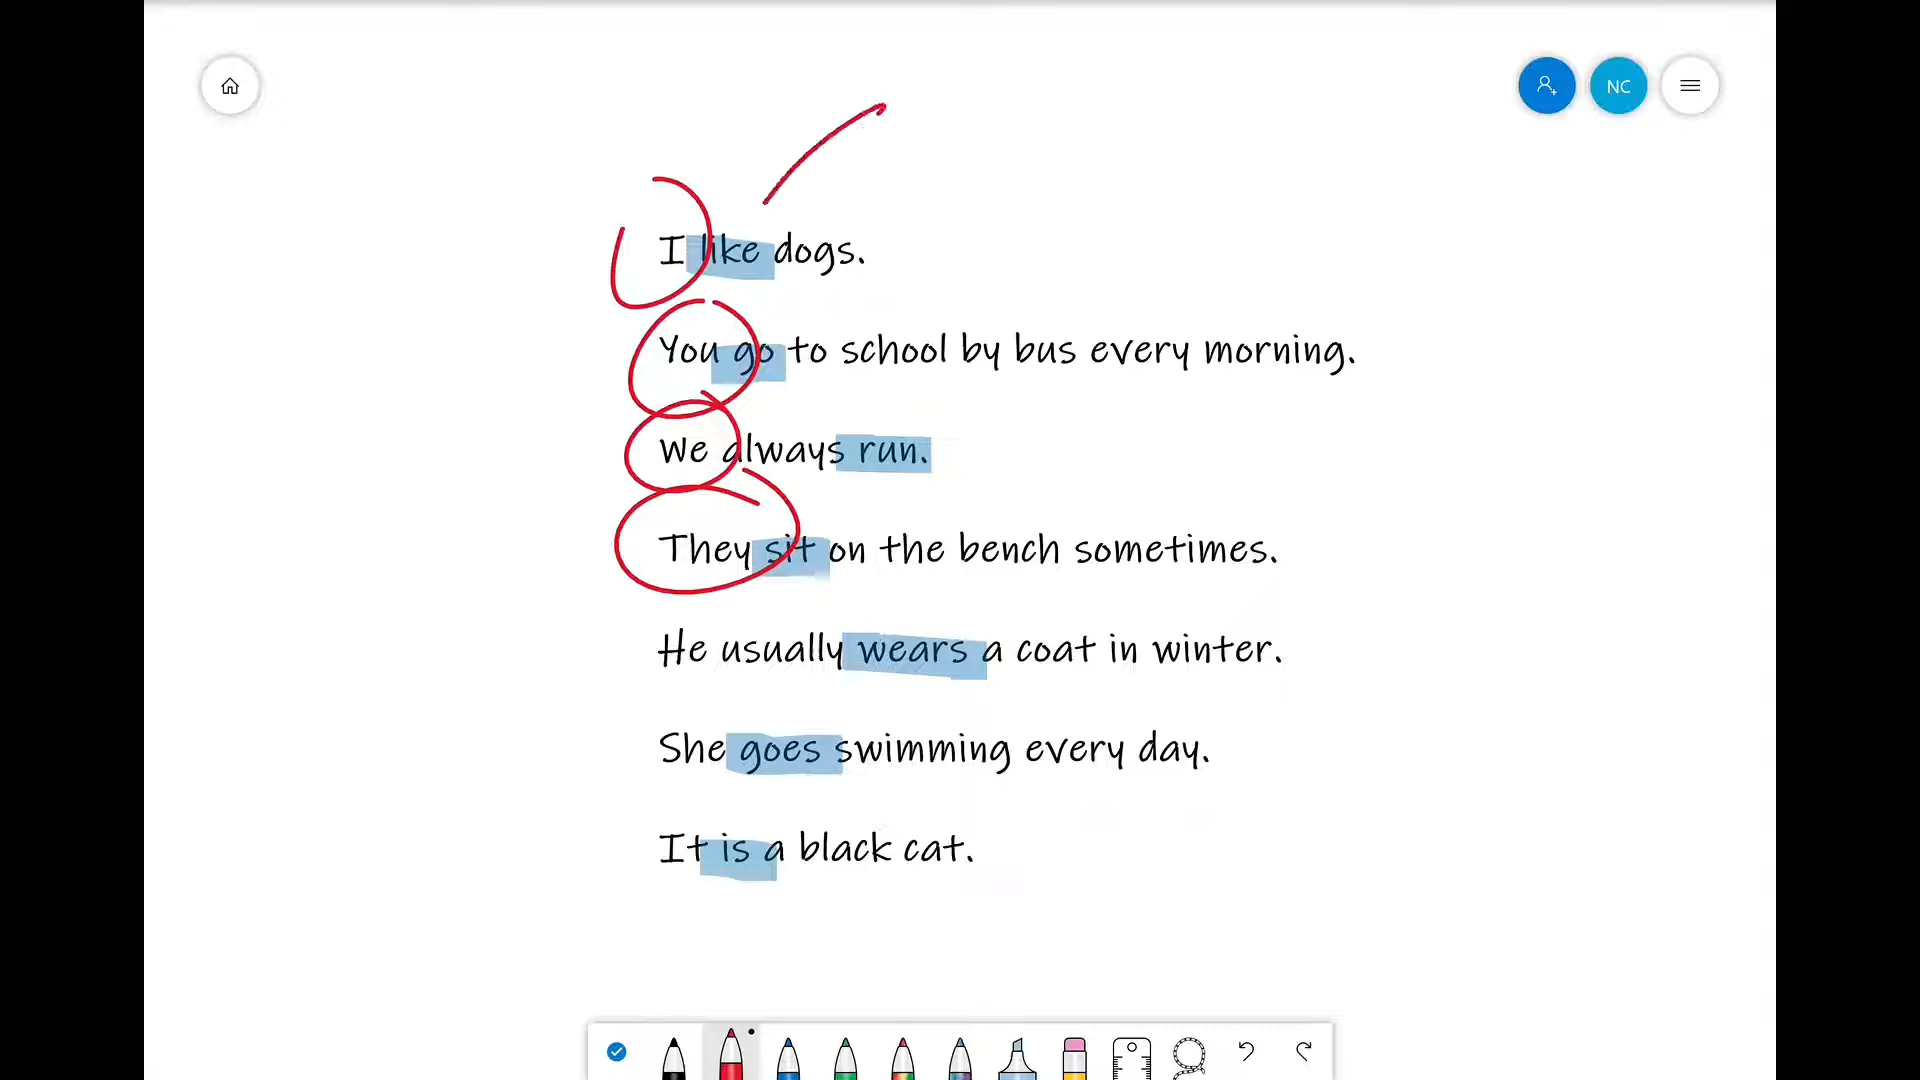 NC
I like dogs.
You go to school by bus every morning.
We always run.
They sit on the bench sometimes.
He usually wears a coat in winter.
She goes swimming every day.
It is a black cat.